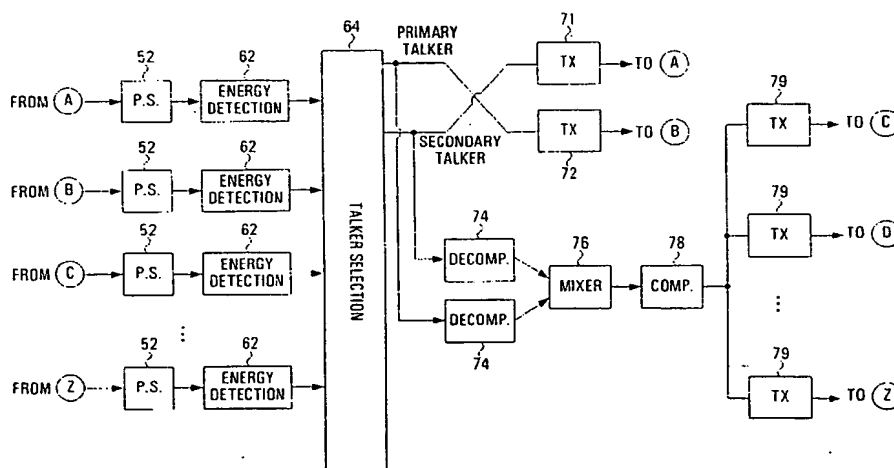 64
PRIMARY
TALKER
71
TX
TO A
52
62
FROM A
P.S.
ENERGY
DETECTION
79
TX
TO C
TX
TO B
72
SECONDARY
TALKER
52
62
FROM B
P.S.
ENERGY
DETECTION
TALKER SELECTION
79
TX
TO D
52
62
FROM C
P.S.
ENERGY
DETECTION
74
DECOMP.
76
MIXER
78
COMP.
DECOMP.
74
52
62
FROM Z
P.S.
ENERGY
DETECTION
79
TX
TO Z